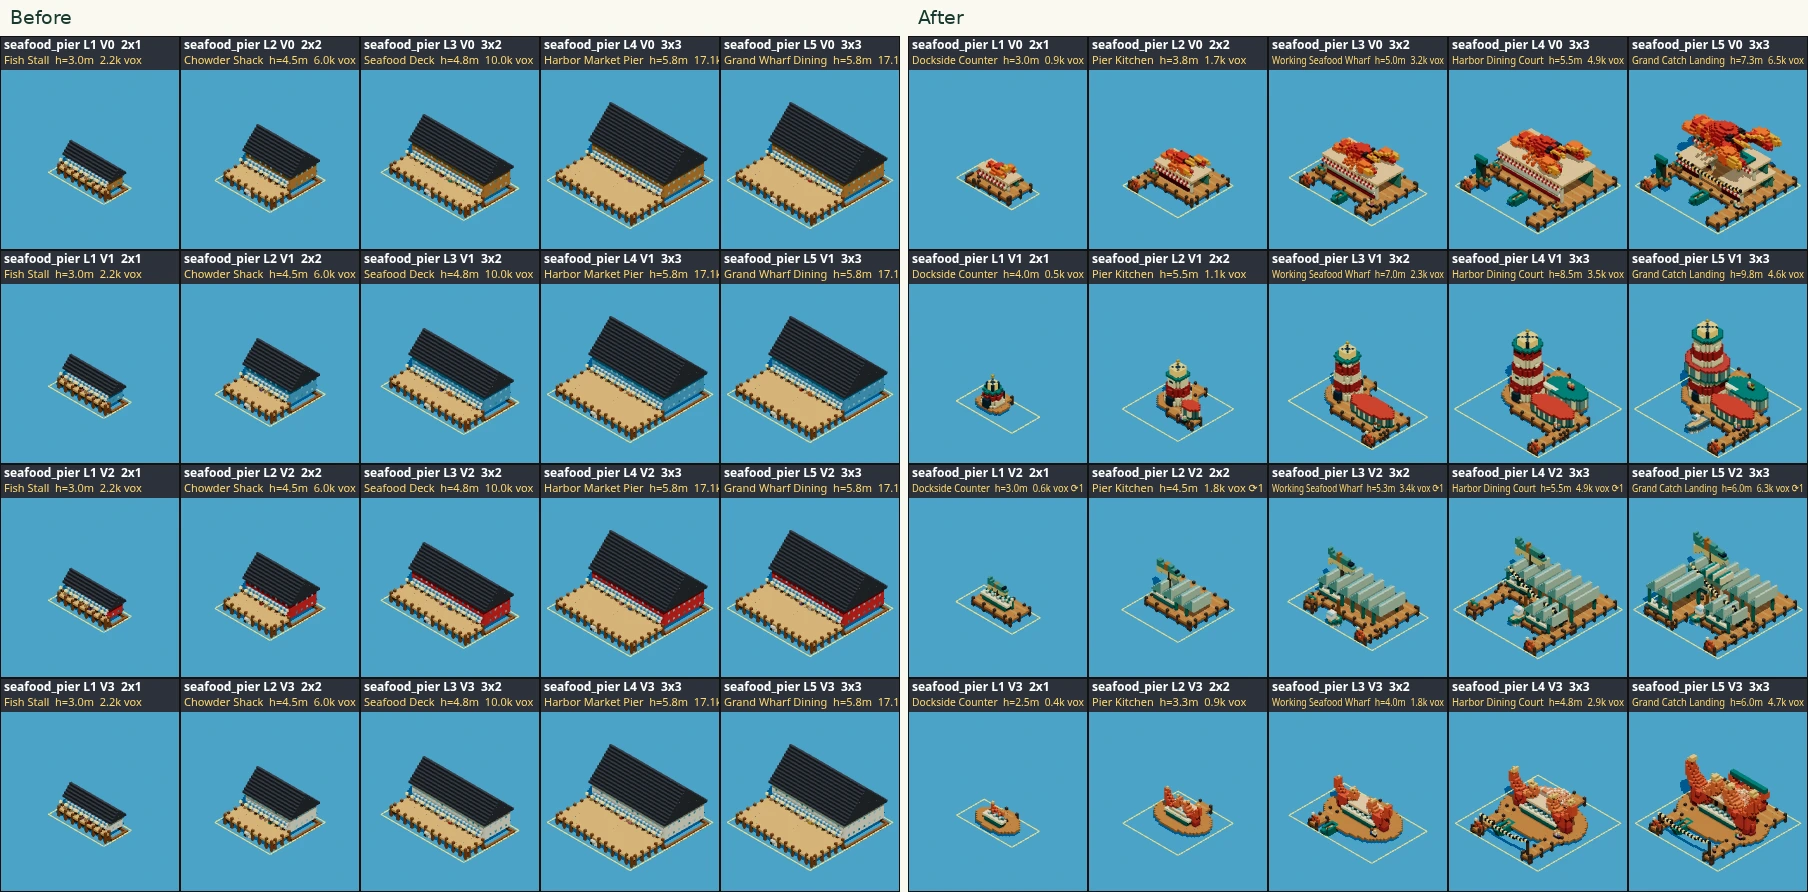 Before
After
seafood_pier L1 V0 2x1
Fish Stall h=3.0m 2.2k vox
seafood_pier L2 V0 2x2
Chowder Shack h=4.5m 6.0k vox
seafood_pier L3 V0 3x2
Seafood Deck h=4.8m 10.0k vox
seafood_pier L4 V0 3x3
Harbor Market Pier h=5.8m 17.1k
seafood_pier L5 V0 3x3
Grand Wharf Dining h=5.8m 17.1
seafood_pier L1 V0 2x1
Dockside Counter h=3.0m 0.9k vox
seafood_pier L2 V0 2x2
Pier Kitchen h=3.8m 1.7k vox
seafood_pier L3 V0 3x2
Working Seafood Wharf h=5.0m 3.2k vox
seafood_pier L4 V0 3x3
Harbor Dining Court h=5.5m 4.9k vox
seafood_pier L5 V0 3x3
Grand Catch Landing h=7.3m 6.5k vox
seafood_pier L1 V1 2x1
Fish Stall h=3.0m 2.2k vox
seafood_pier L2 V1 2x2
Chowder Shack h=4.5m 6.0k vox
seafood_pier L3 V1 3x2
Seafood Deck h=4.8m 10.0k vox
seafood_pier L4 V1 3x3
Harbor Market Pier h=5.8m 17.1k
seafood_pier L5 V1 3x3
Grand Wharf Dining h=5.8m 17.1
seafood_pier L1 V1 2x1
Dockside Counter h=4.0m 0.5k vox
seafood_pier L2 V1 2x2
Pier Kitchen h=5.5m 1.1k vox
seafood_pier L3 V1 3x2
Working Seafood Wharf h=7.0m 2.3k vox
seafood_pier L4 V1 3x3
Harbor Dining Court h=8.5m 3.5k vox
seafood_pier L5 V1 3x3
Grand Catch Landing h=9.8m 4.6k vox
seafood_pier L1 V2 2x1
Fish Stall h=3.0m 2.2k vox
seafood_pier L2 V2 2x2
Chowder Shack h=4.5m 6.0k vox
seafood_pier L3 V2 3x2
Seafood Deck h=4.8m 10.0k vox
seafood_pier L4 V2 3x3
Harbor Market Pier h=5.8m 17.1k
seafood_pier L5 V2 3x3
Grand Wharf Dining h=5.8m 17.1
seafood_pier L1 V2 2x1
Dockside Counter h=3.0m 0.6k vox ⟳1
seafood_pier L2 V2 2x2
Pier Kitchen h=4.5m 1.8k vox ⟳1
seafood_pier L3 V2 3x2
Working Seafood Wharf h=5.3m 3.4k vox ⟳1
seafood_pier L4 V2 3x3
Harbor Dining Court h=5.5m 4.9k vox ⟳1
seafood_pier L5 V2 3x3
Grand Catch Landing h=6.0m 6.3k vox ⟳1
seafood_pier L1 V3 2x1
Fish Stall h=3.0m 2.2k vox
seafood_pier L2 V3 2x2
Chowder Shack h=4.5m 6.0k vox
seafood_pier L3 V3 3x2
Seafood Deck h=4.8m 10.0k vox
seafood_pier L4 V3 3x3
Harbor Market Pier h=5.8m 17.1k
seafood_pier L5 V3 3x3
Grand Wharf Dining h=5.8m 17.1
seafood_pier L1 V3 2x1
Dockside Counter h=2.5m 0.4k vox
seafood_pier L2 V3 2x2
Pier Kitchen h=3.3m 0.9k vox
seafood_pier L3 V3 3x2
Working Seafood Wharf h=4.0m 1.8k vox
seafood_pier L4 V3 3x3
Harbor Dining Court h=4.8m 2.9k vox
seafood_pier L5 V3 3x3
Grand Catch Landing h=6.0m 4.7k vox